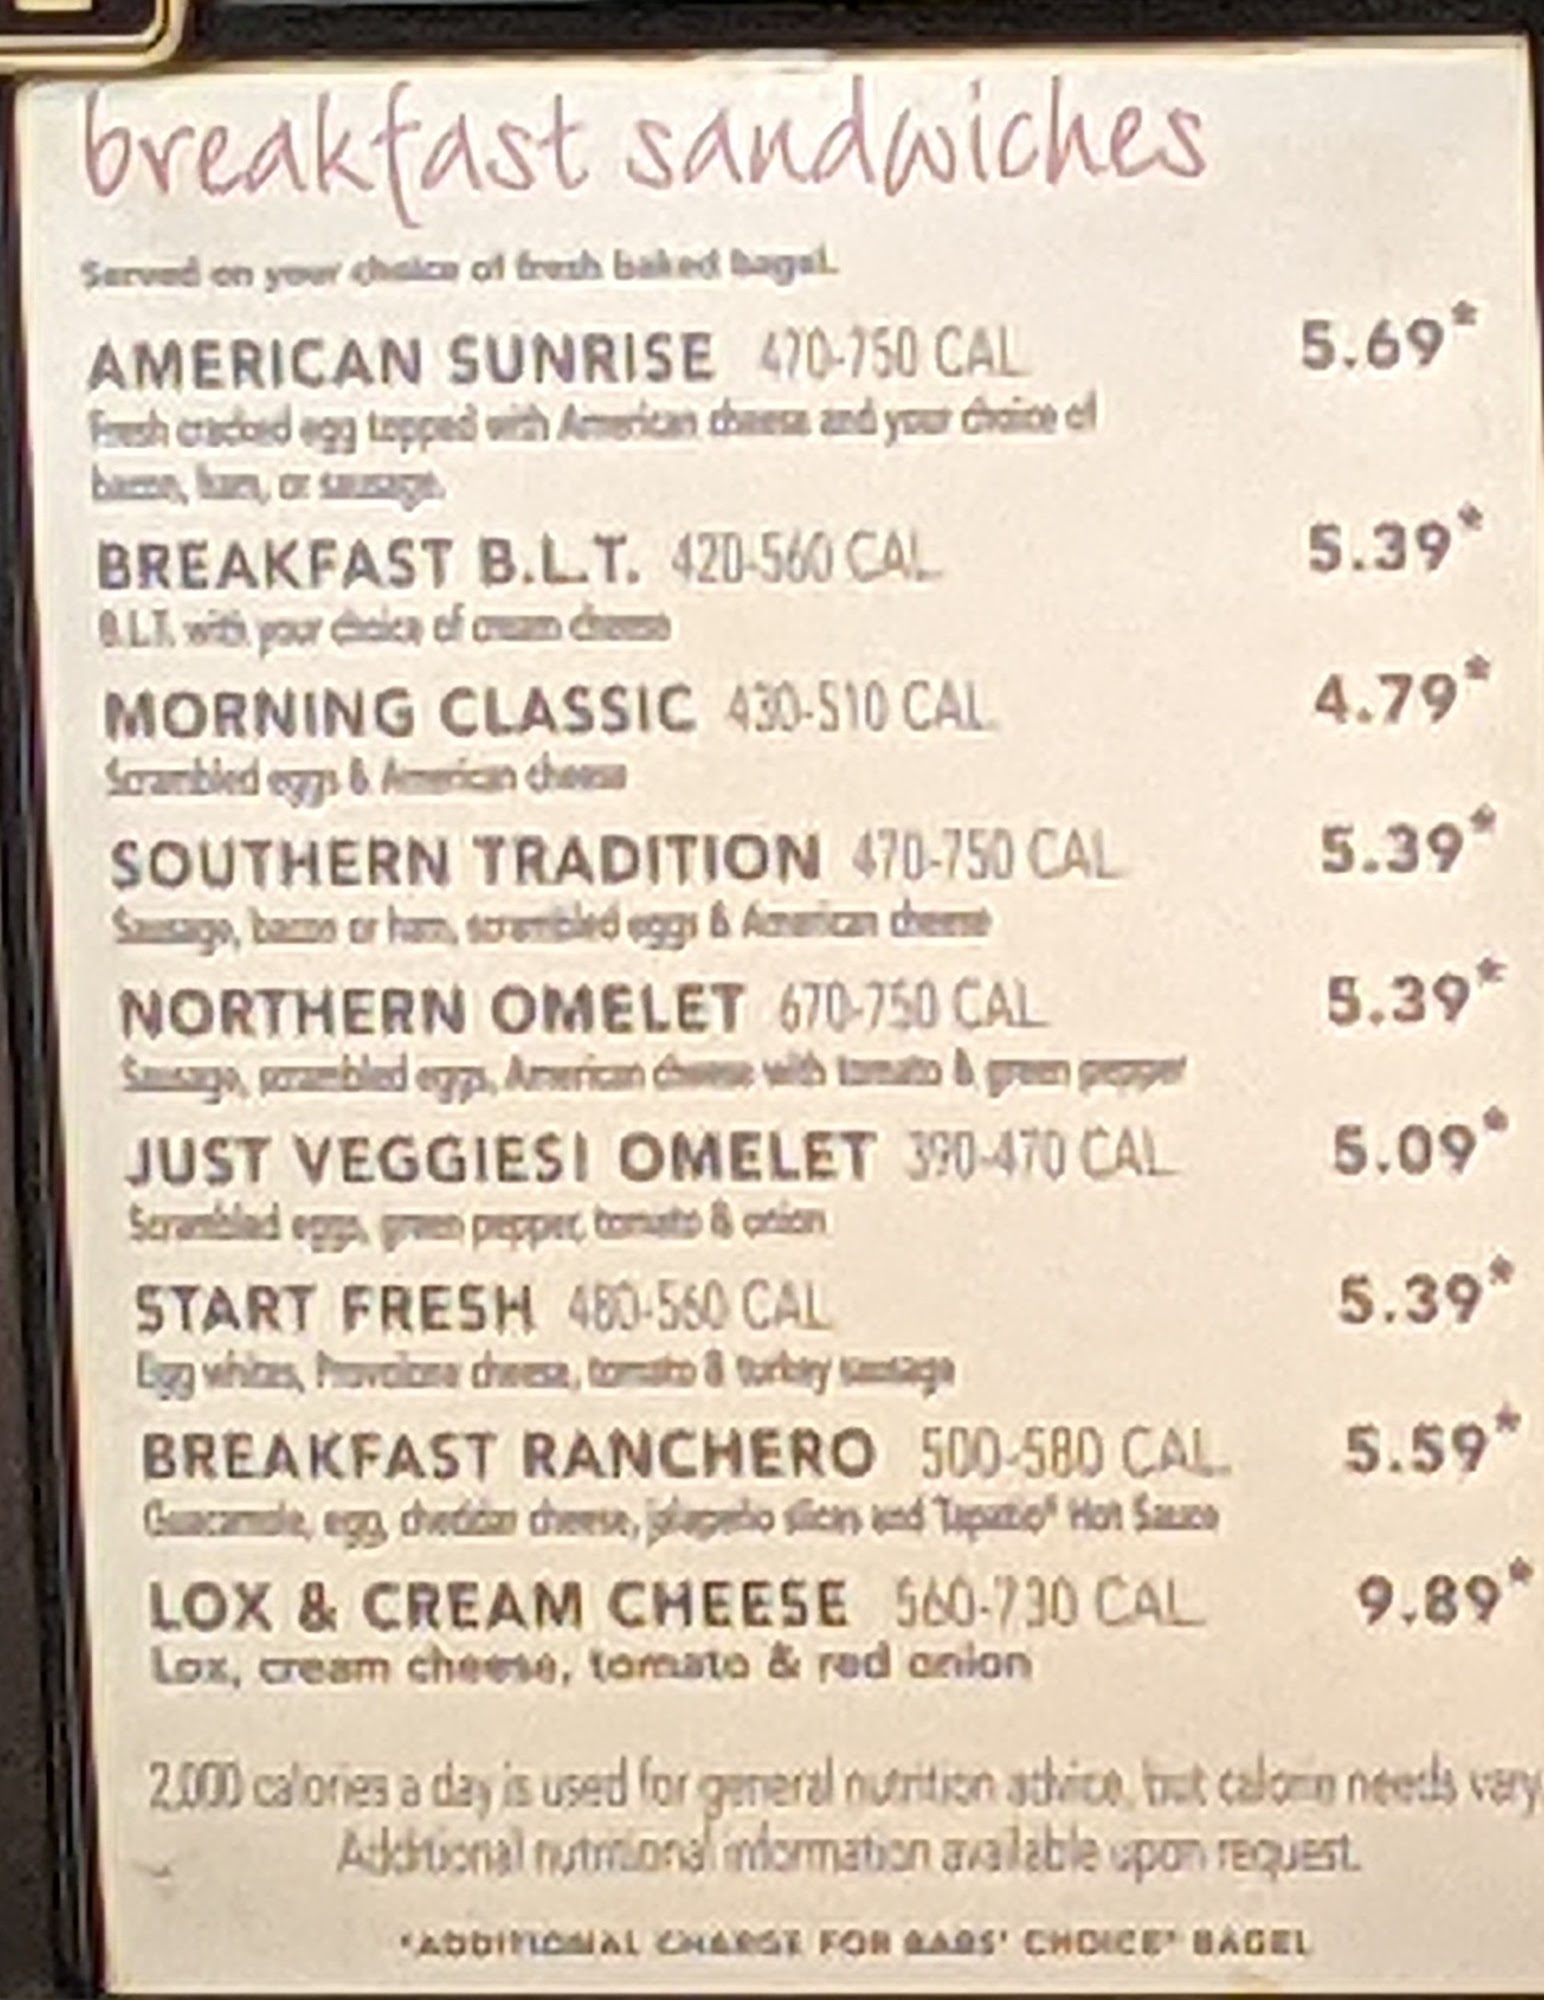 breakfast sandwiches
Served on your choice of fresh baked bagel.
AMERICAN SUNRISE 470-750 CAL 5.69*
Fresh cracked egg topped with American cheese and your choice of
bacon, ham, or sausage.
BREAKFAST B.L.T. 420-560 CAL 5.39*
B.L.T. with your choice of cream cheese
MORNING CLASSIC 430-510 CAL 4.79*
Scrambled eggs & American cheese
SOUTHERN TRADITION 470-750 CAL 5.39*
Sausage, bacon or ham, scrambled eggs & American cheese
NORTHERN OMELET 670-750 CAL 5.39*
Sausage, scrambled eggs, American cheese with tomato & green pepper
JUST VEGGIES! OMELET 390-470 CAL 5.09*
Scrambled eggs, green pepper, tomato & onion
START FRESH 480-560 CAL 5.39*
Egg whites, Provolone cheese, tomato & turkey sausage
BREAKFAST RANCHERO 500-580 CAL 5.59*
Guacamole, egg, cheddar cheese, jalapeño slices and Tapatio® Hot Sauce
LOX & CREAM CHEESE 560-730 CAL 9.89*
Lox, cream cheese, tomato & red onion
2,000 calories a day is used for general nutrition advice, but calorie needs vary.
Additional nutritional information available upon request.
*ADDITIONAL CHARGE FOR BABS' CHOICE® BAGEL